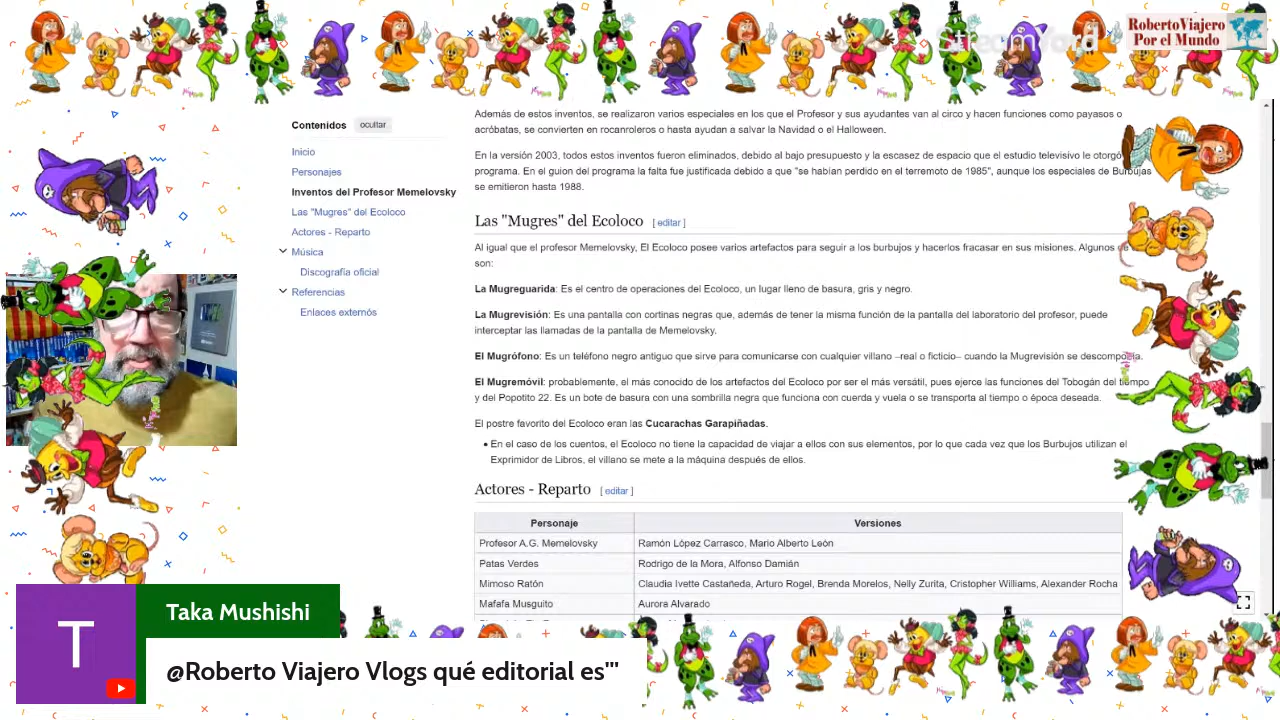 RobertoViajero
Por el Mundo
StreamYard
Contenidos ocultar
Inicio
Personajes
Inventos del Profesor Memelovsky
Las "Mugres" del Ecoloco
Actores - Reparto
Música
Discografía oficial
Referencias
Enlaces externós
Además de estos inventos, se realizaron varios especiales en los que el Profesor y sus ayudantes van al circo y hacen funciones como payasos o
acróbatas, se convierten en rocanroleros o hasta ayudan a salvar la Navidad o el Halloween.
En la versión 2003, todos estos inventos fueron eliminados, debido al bajo presupuesto y la escasez de espacio que el estudio televisivo le otorgó
programa. En el guion del programa la falta fue justificada debido a que "se habían perdido en el terremoto de 1985", aunque los especiales de Burbujas
se emitieron hasta 1988.
Las "Mugres" del Ecoloco [ editar ]
Al igual que el profesor Memelovsky, El Ecoloco posee varios artefactos para seguir a los burbujos y hacerlos fracasar en sus misiones. Algunos de
son:
La Mugreguarida: Es el centro de operaciones del Ecoloco, un lugar lleno de basura, gris y negro.
La Mugrevisión: Es una pantalla con cortinas negras que, además de tener la misma función de la pantalla del laboratorio del profesor, puede
interceptar las llamadas de la pantalla de Memelovsky.
El Mugrófono: Es un teléfono negro antiguo que sirve para comunicarse con cualquier villano –real o ficticio– cuando la Mugrevisión se descomponía.
El Mugremóvil: probablemente, el más conocido de los artefactos del Ecoloco por ser el más versátil, pues ejerce las funciones del Tobogán del tiempo
y del Popotito 22. Es un bote de basura con una sombrilla negra que funciona con cuerda y vuela o se transporta al tiempo o época deseada.
El postre favorito del Ecoloco eran las Cucarachas Garapiñadas.
• En el caso de los cuentos, el Ecoloco no tiene la capacidad de viajar a ellos con sus elementos, por lo que cada vez que los Burbujos utilizan el
Exprimidor de Libros, el villano se mete a la máquina después de ellos.
Actores - Reparto [ editar ]
Personaje Versiones
Profesor A.G. Memelovsky Ramón López Carrasco, Mario Alberto León
Patas Verdes Rodrigo de la Mora, Alfonso Damián
Mimoso Ratón Claudia Ivette Castañeda, Arturo Rogel, Brenda Morelos, Nelly Zurita, Cristopher Williams, Alexander Rocha
Mafafa Musguito Aurora Alvarado
T
Taka Mushishi
@Roberto Viajero Vlogs qué editorial es'''